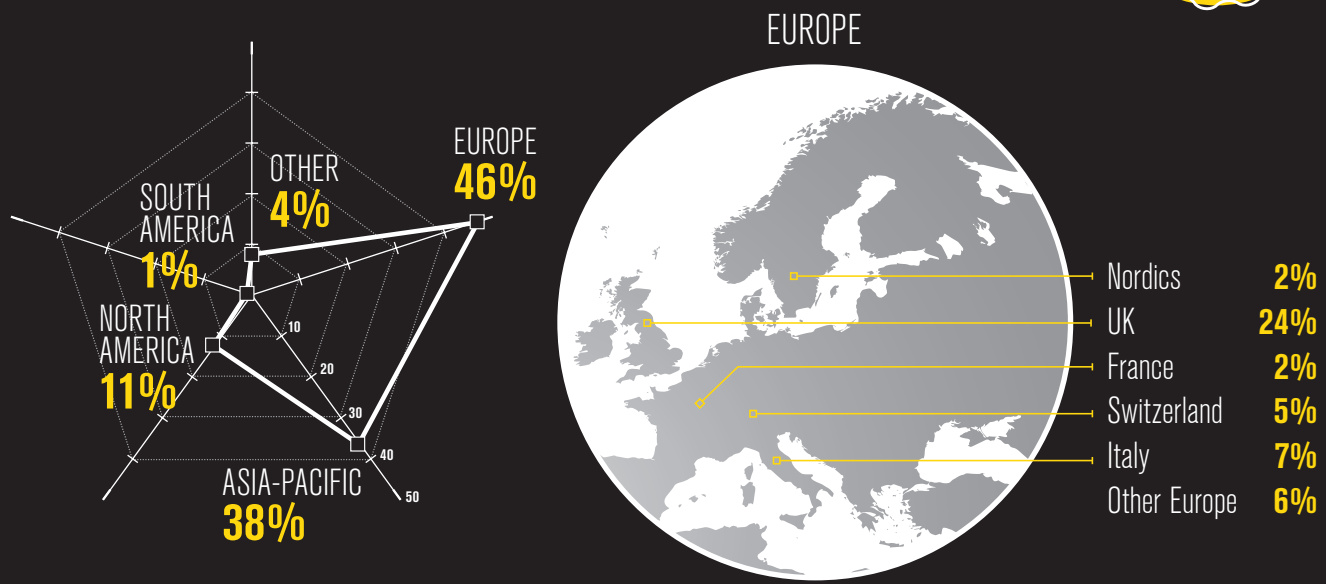 OTHER
4%
EUROPE
46%
SOUTH
AMERICA
1%
NORTH
AMERICA
11%
ASIA-PACIFIC
38%
10
20
30
40
50
EUROPE
Nordics 2%
UK 24%
France 2%
Switzerland 5%
Italy 7%
Other Europe 6%